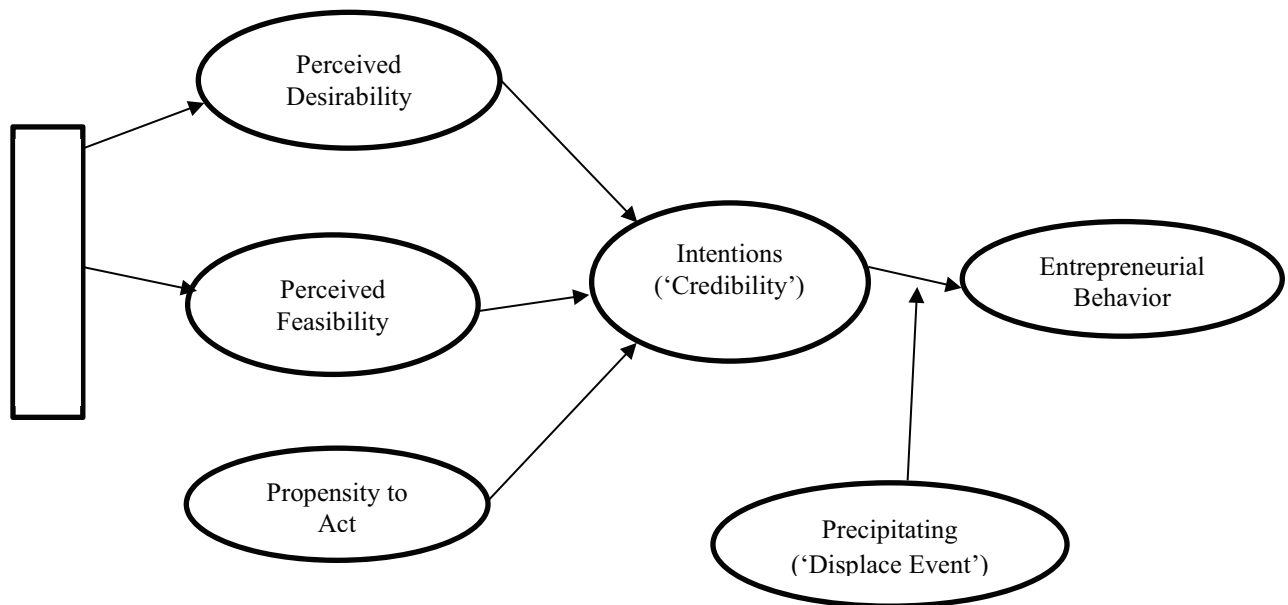 Perceived
Desirability
Perceived
Feasibility
Propensity to
Act
Intentions
(‘Credibility’)
Entrepreneurial
Behavior
Precipitating
(‘Displace Event’)